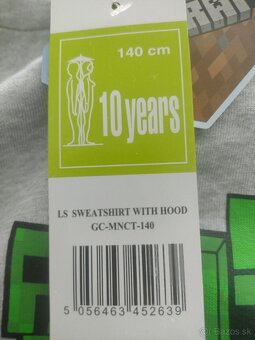 140 cm
10 years
LS SWEATSHIRT WITH HOOD
GC-MNCT-140
5 056463 452639
Bazos.sk